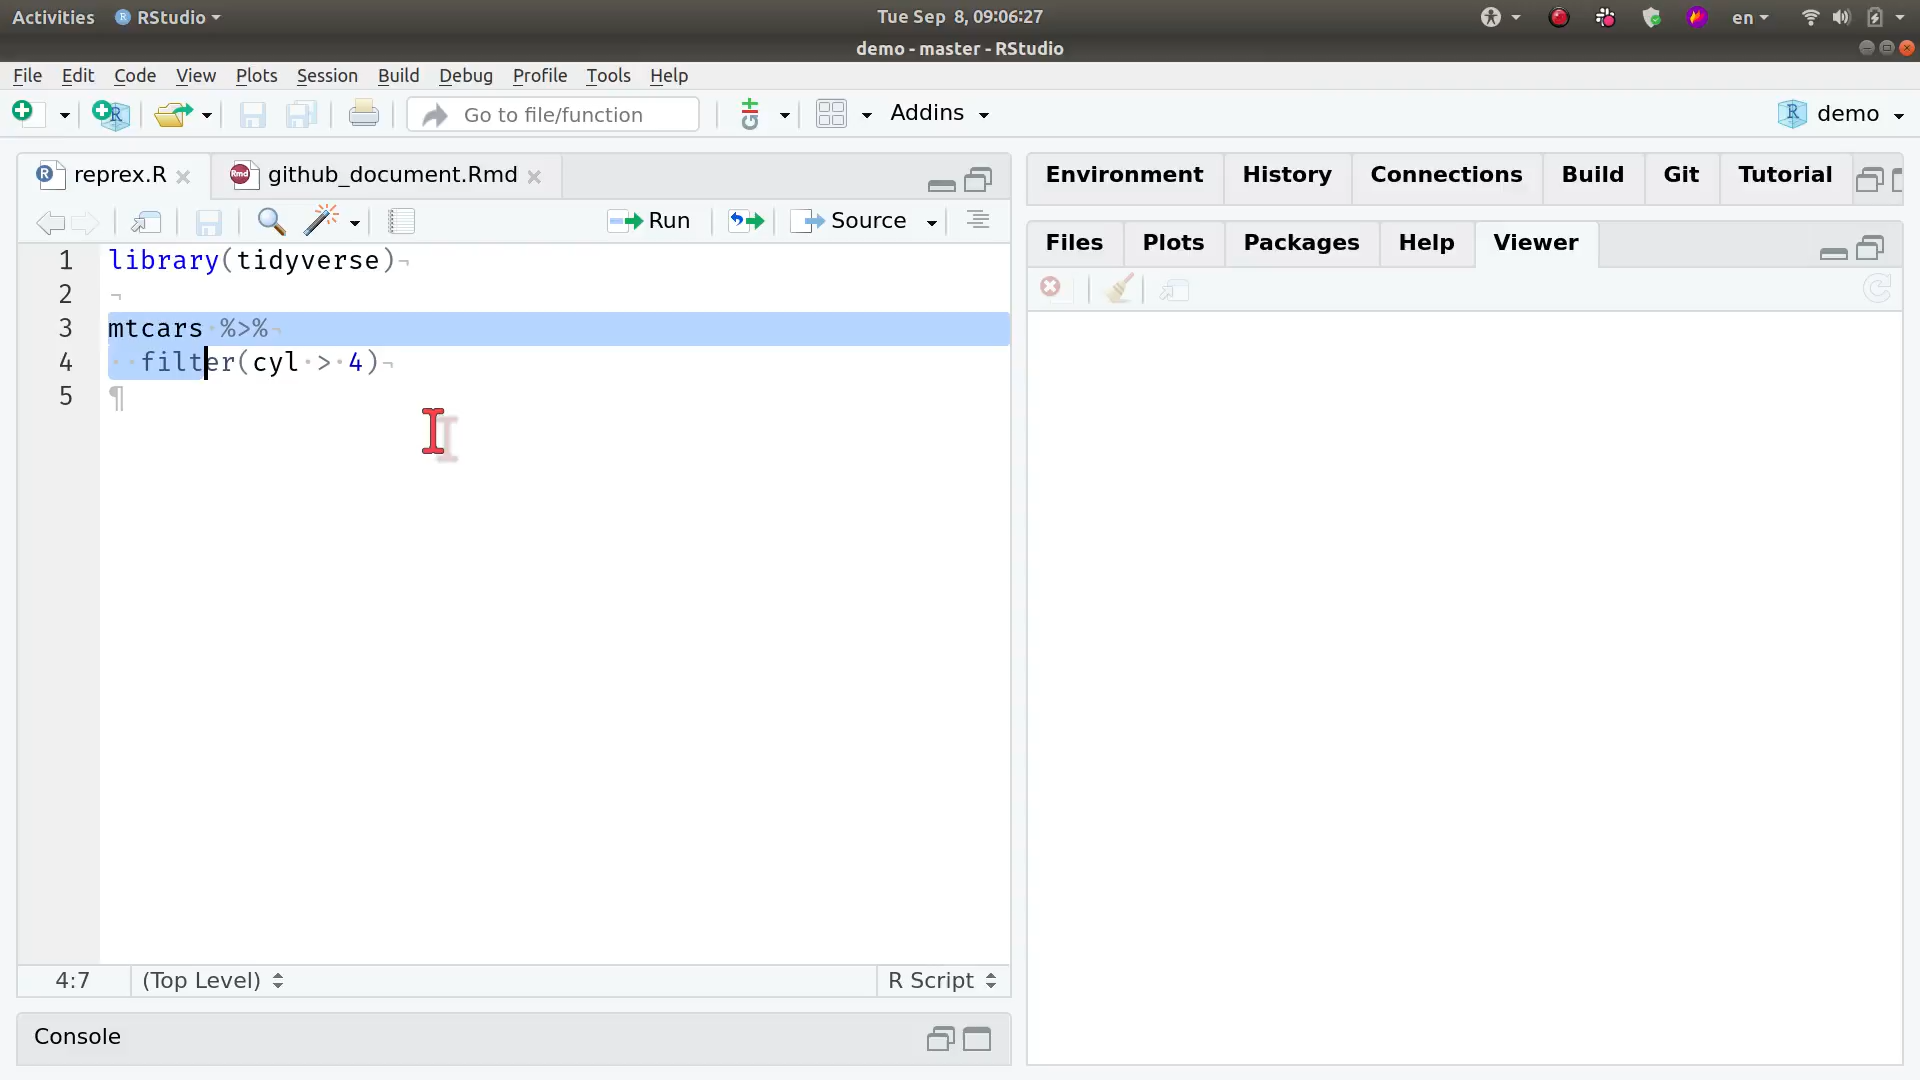 Activities RStudio Tue Sep 8, 09:06:27 en
demo - master - RStudio
File Edit Code View Plots Session Build Debug Profile Tools Help
Go to file/function Addins demo
reprex.R github_document.Rmd
Run Source
1 library(tidyverse)¬
2 ¬
3 mtcars·%>%¬
4 ··filter(cyl·>·4)¬
5 ¶
4:7 (Top Level) R Script
Console
Environment History Connections Build Git Tutorial
Files Plots Packages Help Viewer